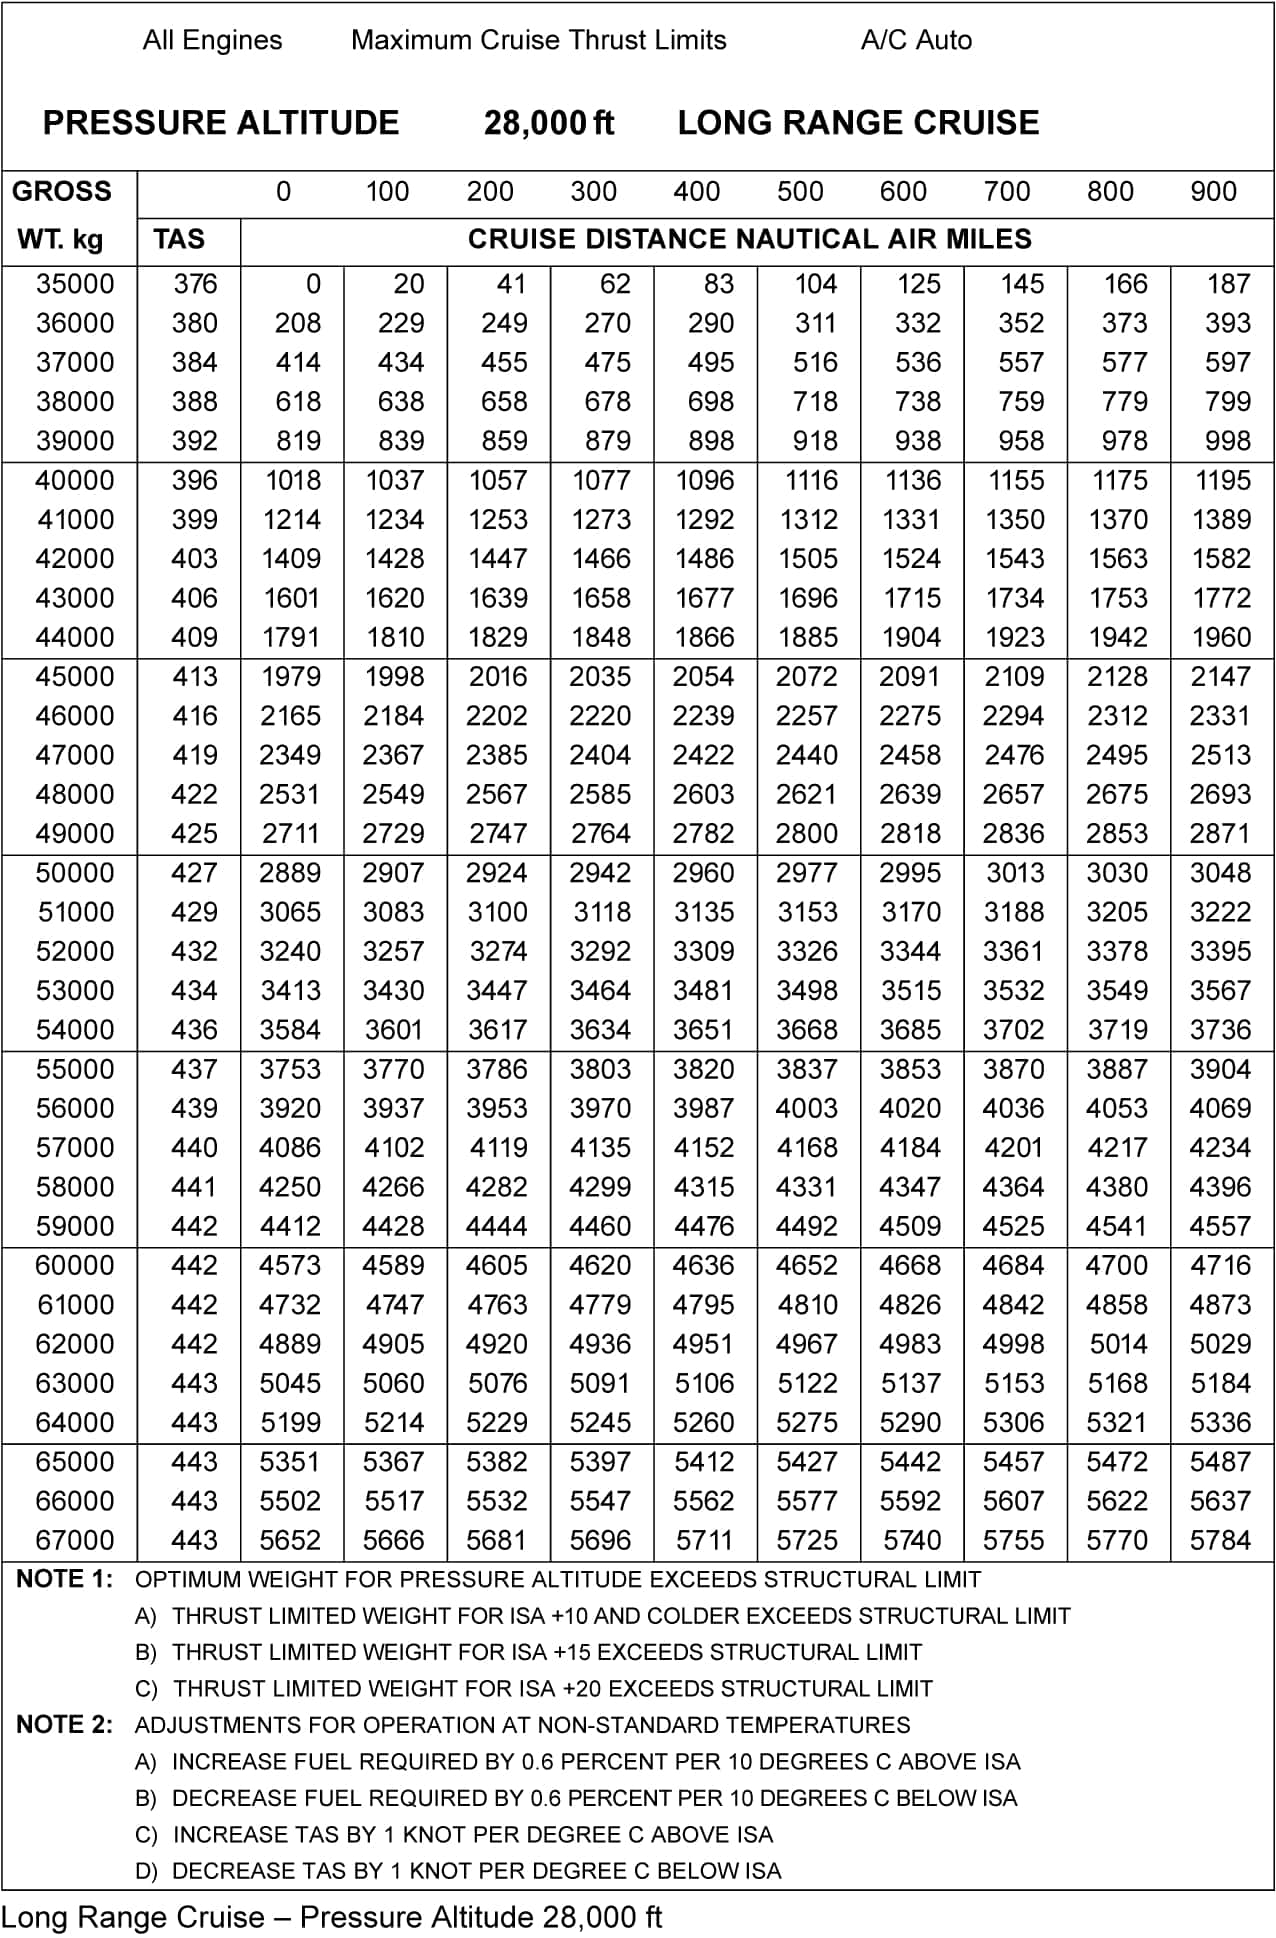 All Engines Maximum Cruise Thrust Limits A/C Auto
PRESSURE ALTITUDE 28,000 ft LONG RANGE CRUISE
GROSS 0 100 200 300 400 500 600 700 800 900
WT. kg TAS CRUISE DISTANCE NAUTICAL AIR MILES
35000 376 0 20 41 62 83 104 125 145 166 187
36000 380 208 229 249 270 290 311 332 352 373 393
37000 384 414 434 455 475 495 516 536 557 577 597
38000 388 618 638 658 678 698 718 738 759 779 799
39000 392 819 839 859 879 898 918 938 958 978 998
40000 396 1018 1037 1057 1077 1096 1116 1136 1155 1175 1195
41000 399 1214 1234 1253 1273 1292 1312 1331 1350 1370 1389
42000 403 1409 1428 1447 1466 1486 1505 1524 1543 1563 1582
43000 406 1601 1620 1639 1658 1677 1696 1715 1734 1753 1772
44000 409 1791 1810 1829 1848 1866 1885 1904 1923 1942 1960
45000 413 1979 1998 2016 2035 2054 2072 2091 2109 2128 2147
46000 416 2165 2184 2202 2220 2239 2257 2275 2294 2312 2331
47000 419 2349 2367 2385 2404 2422 2440 2458 2476 2495 2513
48000 422 2531 2549 2567 2585 2603 2621 2639 2657 2675 2693
49000 425 2711 2729 2747 2764 2782 2800 2818 2836 2853 2871
50000 427 2889 2907 2924 2942 2960 2977 2995 3013 3030 3048
51000 429 3065 3083 3100 3118 3135 3153 3170 3188 3205 3222
52000 432 3240 3257 3274 3292 3309 3326 3344 3361 3378 3395
53000 434 3413 3430 3447 3464 3481 3498 3515 3532 3549 3567
54000 436 3584 3601 3617 3634 3651 3668 3685 3702 3719 3736
55000 437 3753 3770 3786 3803 3820 3837 3853 3870 3887 3904
56000 439 3920 3937 3953 3970 3987 4003 4020 4036 4053 4069
57000 440 4086 4102 4119 4135 4152 4168 4184 4201 4217 4234
58000 441 4250 4266 4282 4299 4315 4331 4347 4364 4380 4396
59000 442 4412 4428 4444 4460 4476 4492 4509 4525 4541 4557
60000 442 4573 4589 4605 4620 4636 4652 4668 4684 4700 4716
61000 442 4732 4747 4763 4779 4795 4810 4826 4842 4858 4873
62000 442 4889 4905 4920 4936 4951 4967 4983 4998 5014 5029
63000 443 5045 5060 5076 5091 5106 5122 5137 5153 5168 5184
64000 443 5199 5214 5229 5245 5260 5275 5290 5306 5321 5336
65000 443 5351 5367 5382 5397 5412 5427 5442 5457 5472 5487
66000 443 5502 5517 5532 5547 5562 5577 5592 5607 5622 5637
67000 443 5652 5666 5681 5696 5711 5725 5740 5755 5770 5784
NOTE 1: OPTIMUM WEIGHT FOR PRESSURE ALTITUDE EXCEEDS STRUCTURAL LIMIT
A) THRUST LIMITED WEIGHT FOR ISA +10 AND COLDER EXCEEDS STRUCTURAL LIMIT
B) THRUST LIMITED WEIGHT FOR ISA +15 EXCEEDS STRUCTURAL LIMIT
C) THRUST LIMITED WEIGHT FOR ISA +20 EXCEEDS STRUCTURAL LIMIT
NOTE 2: ADJUSTMENTS FOR OPERATION AT NON-STANDARD TEMPERATURES
A) INCREASE FUEL REQUIRED BY 0.6 PERCENT PER 10 DEGREES C ABOVE ISA
B) DECREASE FUEL REQUIRED BY 0.6 PERCENT PER 10 DEGREES C BELOW ISA
C) INCREASE TAS BY 1 KNOT PER DEGREE C ABOVE ISA
D) DECREASE TAS BY 1 KNOT PER DEGREE C BELOW ISA
Long Range Cruise – Pressure Altitude 28,000 ft